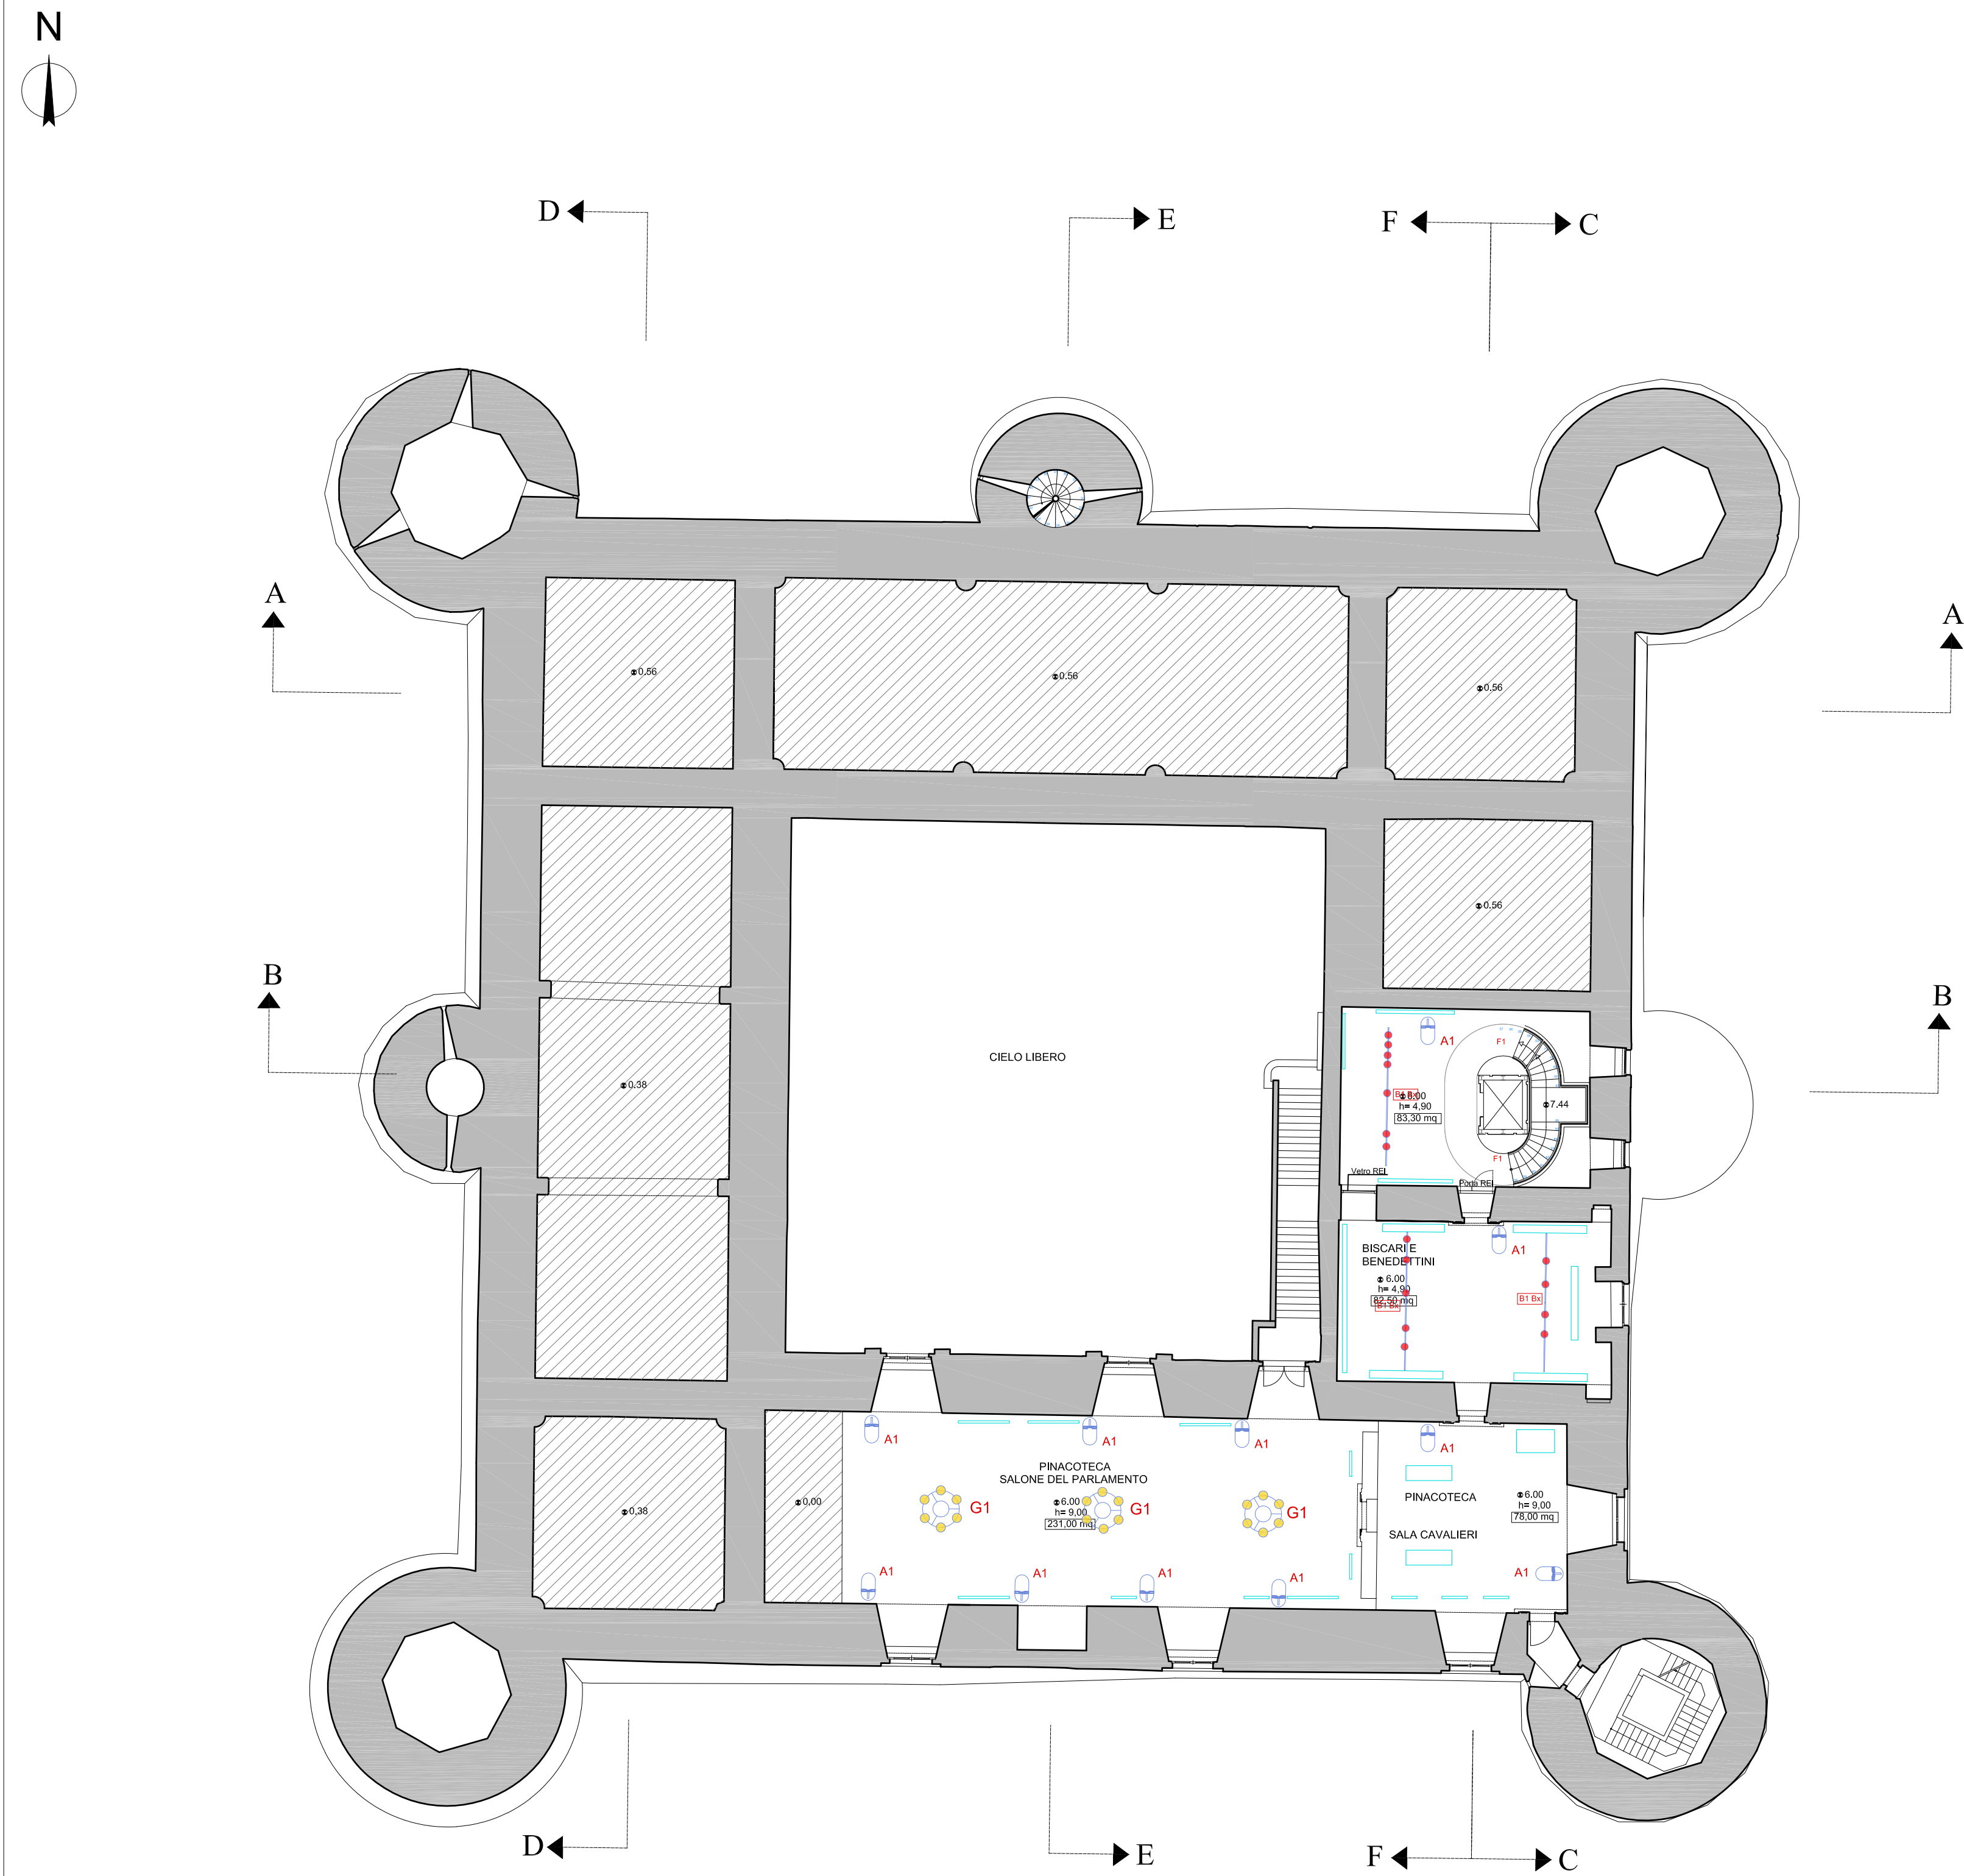 N
D
E
F
C
A
A
0.56
0.56
0.56
0.56
B
B
CIELO LIBERO
0.38
A1
F1
B1 Bx
6.00
h= 4,90
83,30 mq
7.44
F1
Vetro REI
Porta REI
BISCARI E
BENEDETTINI
6.00
h= 4,90
82,50 mq
B1 Bx
A1
B1 Bx
A1
A1
A1
A1
PINACOTECA
SALONE DEL PARLAMENTO
6.00
h= 9,00
231,00 mq
G1
G1
G1
0.00
0.38
PINACOTECA
SALA CAVALIERI
6.00
h= 9,00
78,00 mq
A1
A1
A1
A1
A1
D
E
F
C